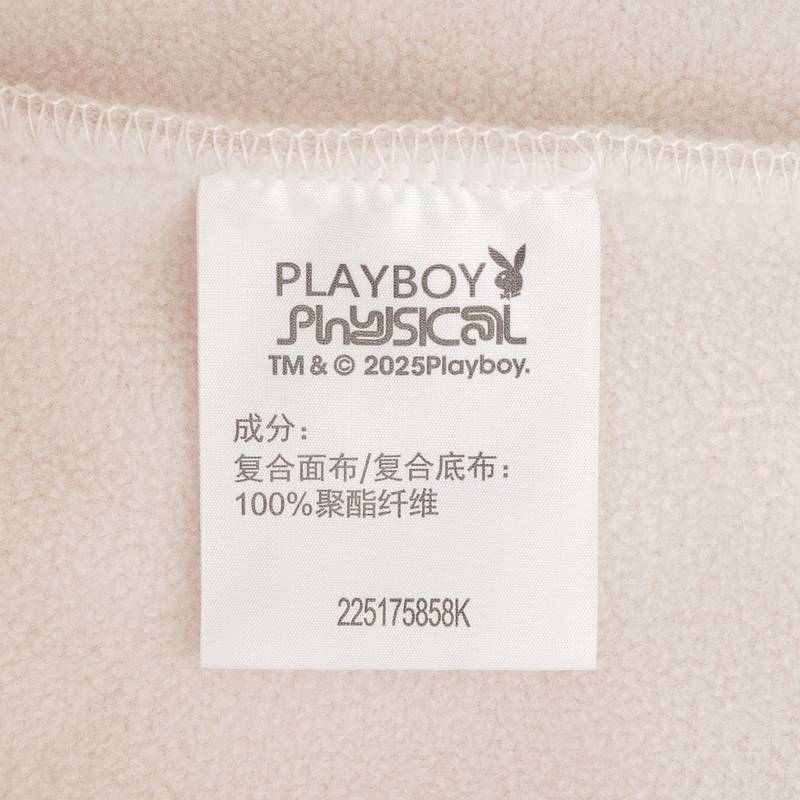 PLAYBOY
Physical
TM & © 2025Playboy.
成分：
复合面布/复合底布：
100%聚酯纤维
225175858K